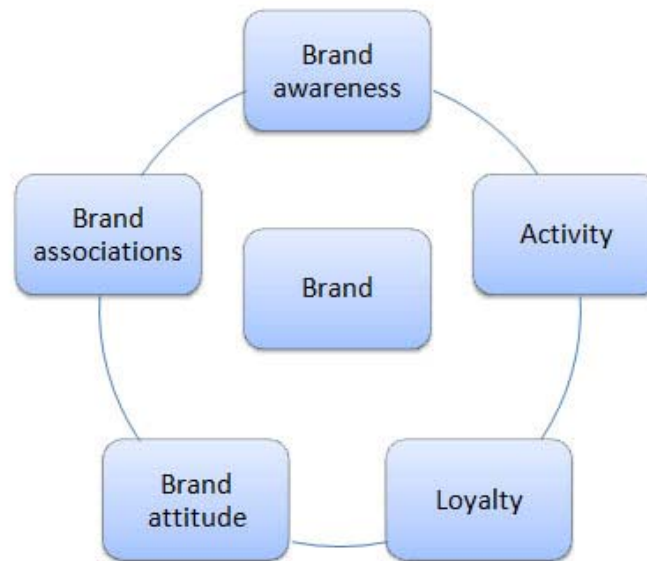 Brand
awareness
Brand
associations
Activity
Brand
Brand
attitude
Loyalty